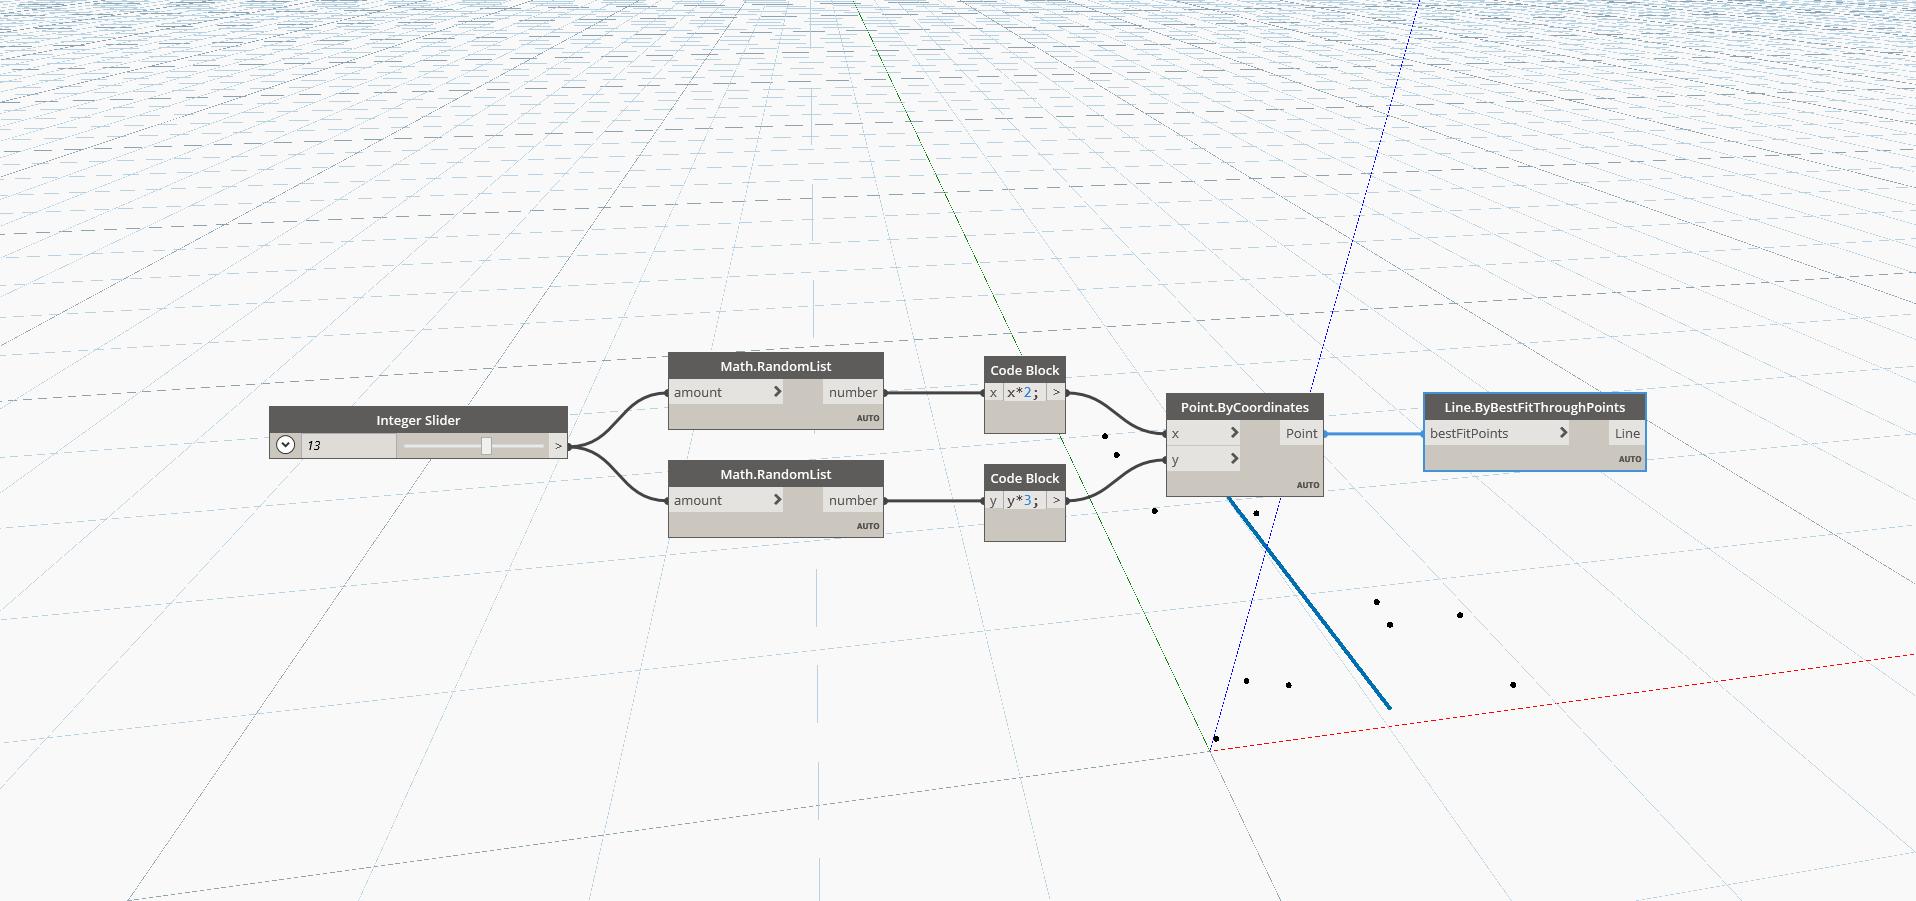 Integer Slider
13 >
Math.RandomList
amount > number
AUTO
Math.RandomList
amount > number
AUTO
Code Block
x x*2; >
Code Block
y y*3; >
Point.ByCoordinates
x > Point
y >
AUTO
Line.ByBestFitThroughPoints
bestFitPoints > Line
AUTO